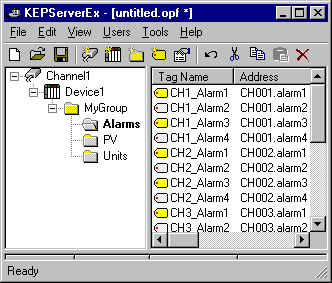 KEPServerEx - [untitled.opf *]
File Edit View Users Tools Help
Channel1
Device1
MyGroup
Alarms
PV
Units
Tag Name Address
CH1_Alarm1 CH001.alarm1
CH1_Alarm2 CH001.alarm2
CH1_Alarm3 CH001.alarm3
CH1_Alarm4 CH001.alarm4
CH2_Alarm1 CH002.alarm1
CH2_Alarm2 CH002.alarm2
CH2_Alarm3 CH002.alarm3
CH2_Alarm4 CH002.alarm4
CH3_Alarm1 CH003.alarm1
CH3_Alarm2 CH003.alarm2
Ready